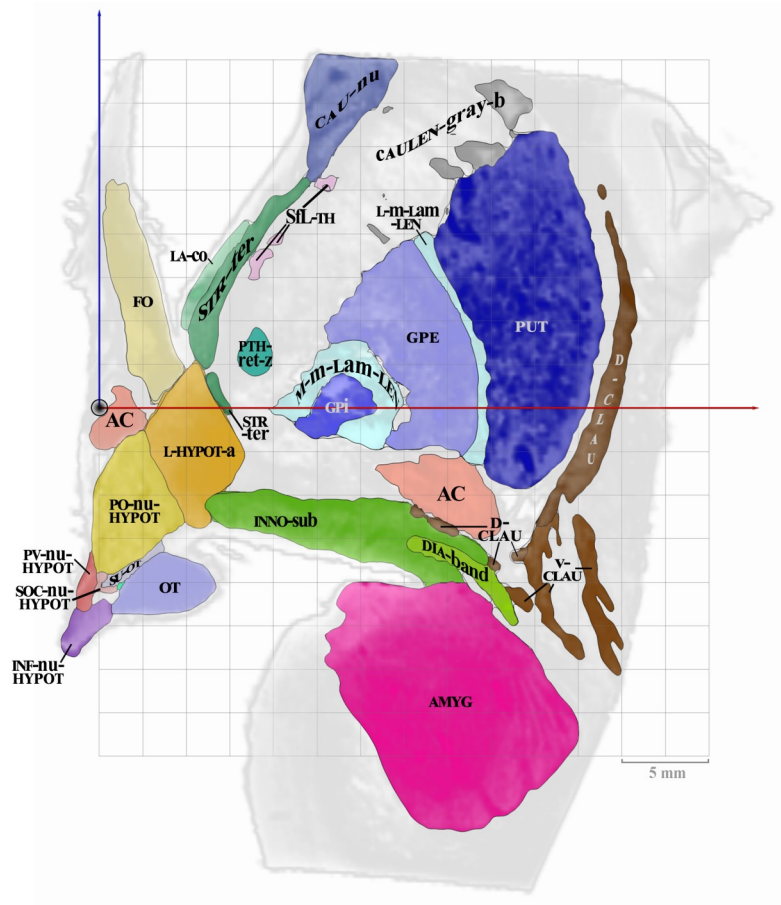 CAU-nu
CAULEN-gray-b
SfL-TH
L-m-Lam
-LEN
LA-CO
STR-ter
FO
PTH-
ret-z
GPE
PUT
M-m-Lam-LEN
GPi
D-CLAU
AC
STR
-ter
L-HYPOT-a
AC
PO-nu-
HYPOT
INNO-sub
D-
CLAU
DIA-band
PV-nu-
HYPOT
V-
CLAU
SOC-nu-
HYPOT
OT
INF-nu-
HYPOT
AMYG
5 mm